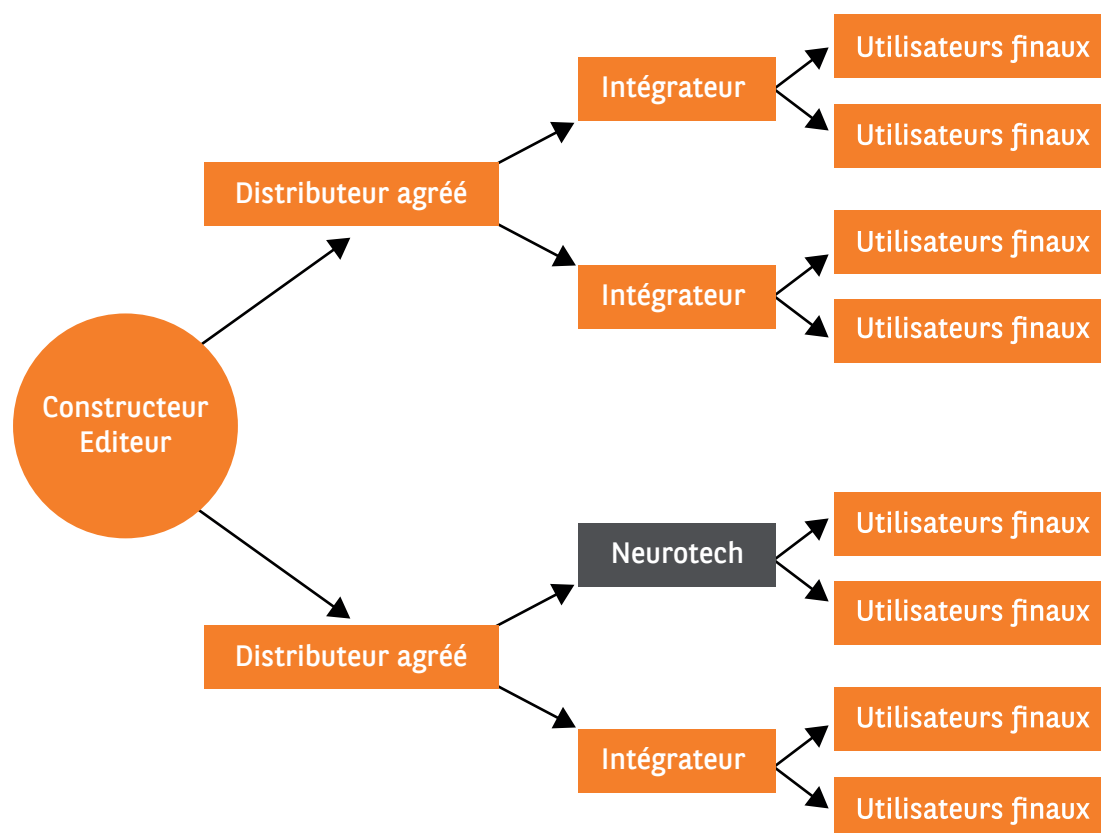 Utilisateurs finaux
Intégrateur
Utilisateurs finaux
Distributeur agréé
Utilisateurs finaux
Intégrateur
Utilisateurs finaux
Constructeur
Editeur
Utilisateurs finaux
Neurotech
Utilisateurs finaux
Distributeur agréé
Utilisateurs finaux
Intégrateur
Utilisateurs finaux